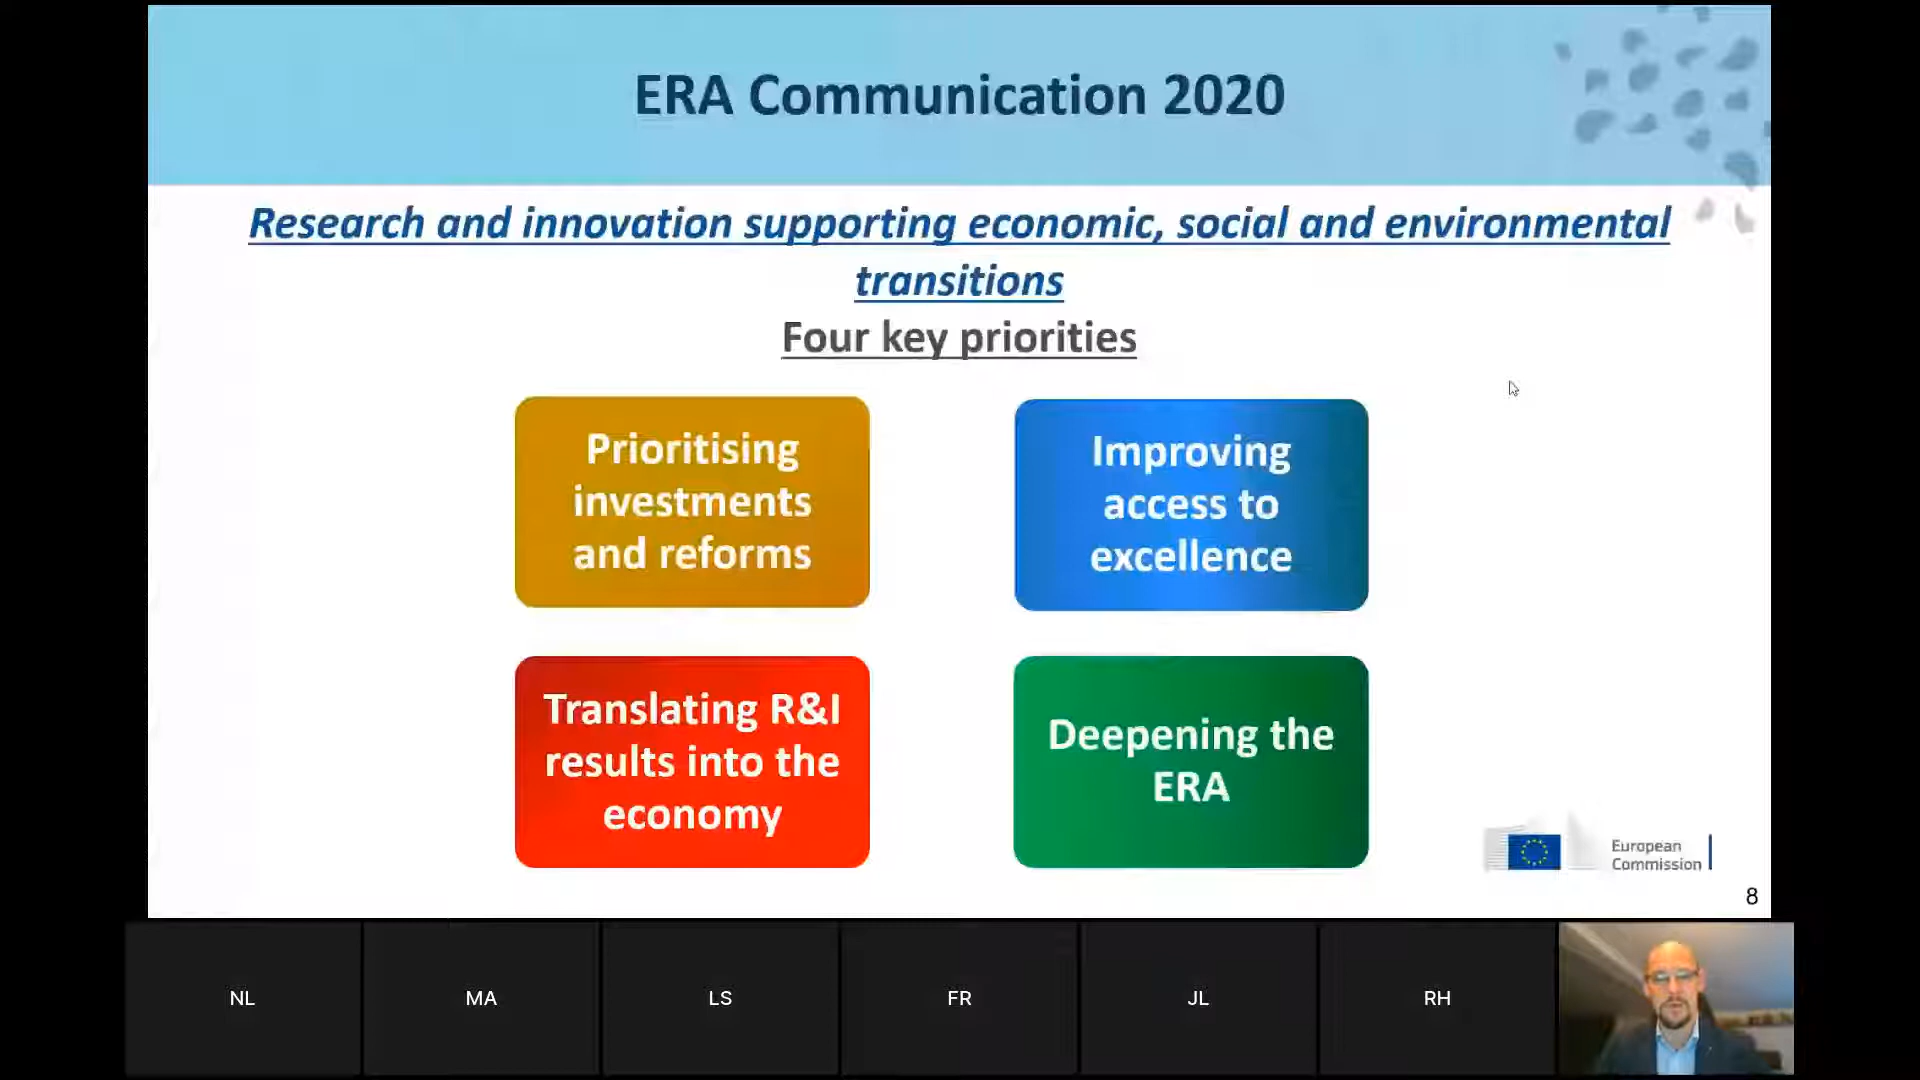 ERA Communication 2020
Research and innovation supporting economic, social and environmental
transitions
Four key priorities
Prioritising
investments
and reforms
Improving
access to
excellence
Translating R&I
results into the
economy
Deepening the
ERA
European
Commission
8
NL
MA
LS
FR
JL
RH